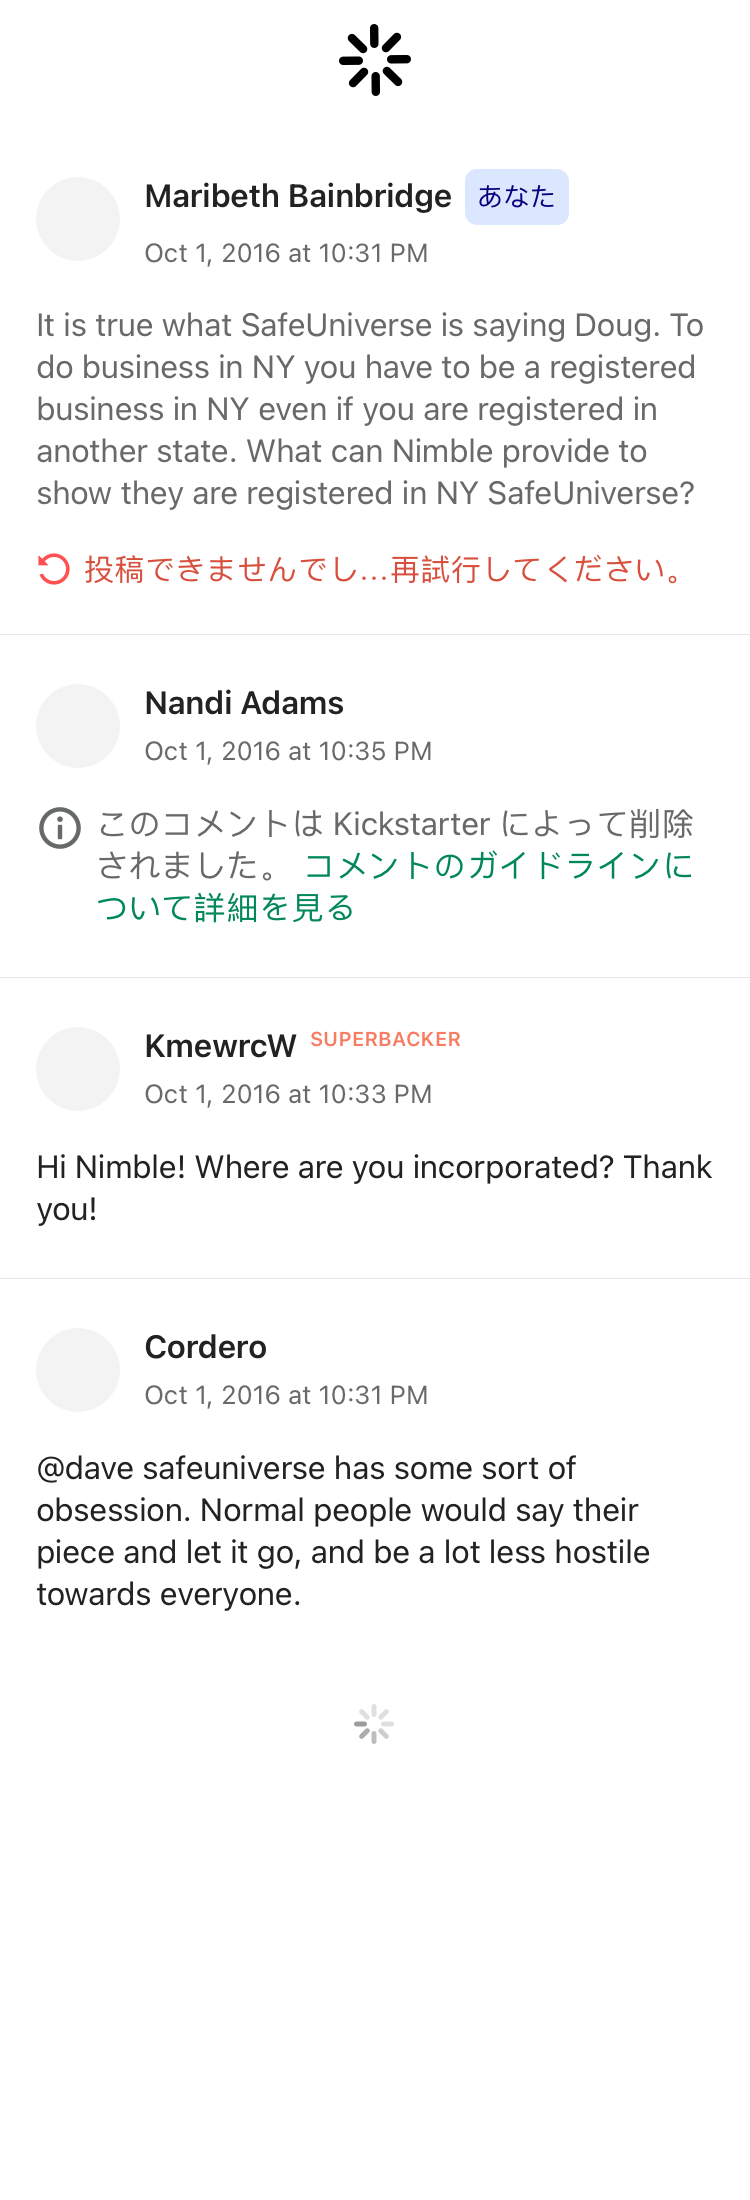 Maribeth Bainbridge あなた
Oct 1, 2016 at 10:31 PM
It is true what SafeUniverse is saying Doug. To
do business in NY you have to be a registered
business in NY even if you are registered in
another state. What can Nimble provide to
show they are registered in NY SafeUniverse?
投稿できませんでし...再試行してください。
Nandi Adams
Oct 1, 2016 at 10:35 PM
このコメントは Kickstarter によって削除
されました。 コメントのガイドラインに
ついて詳細を見る
KmewrcW SUPERBACKER
Oct 1, 2016 at 10:33 PM
Hi Nimble! Where are you incorporated? Thank
you!
Cordero
Oct 1, 2016 at 10:31 PM
@dave safeuniverse has some sort of
obsession. Normal people would say their
piece and let it go, and be a lot less hostile
towards everyone.